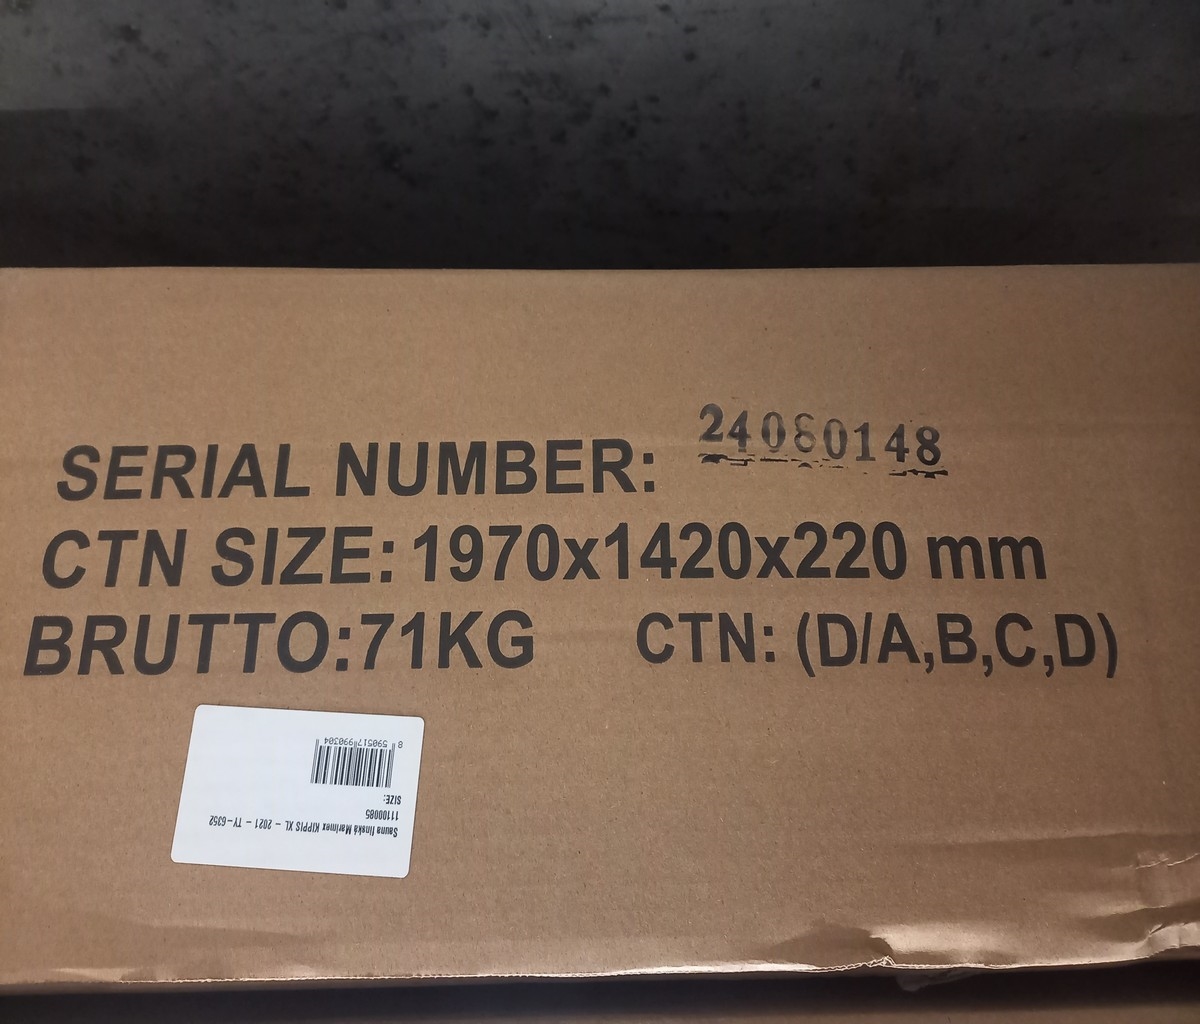 SERIAL NUMBER: 24080148
CTN SIZE: 1970x1420x220 mm
BRUTTO:71KG CTN: (D/A,B,C,D)
Sauna finská Marimex KIPPIS XL - 2021 - TY-6352
11100085
SIZE:
8 590517 990304